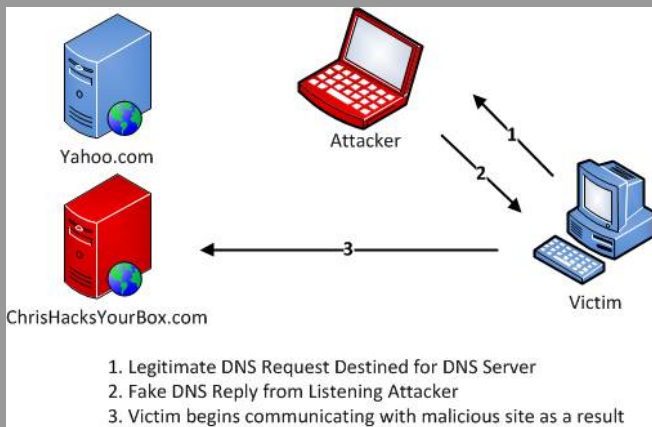 Yahoo.com
Attacker
1
2
Victim
3
ChrisHacksYourBox.com
1. Legitimate DNS Request Destined for DNS Server
2. Fake DNS Reply from Listening Attacker
3. Victim begins communicating with malicious site as a result